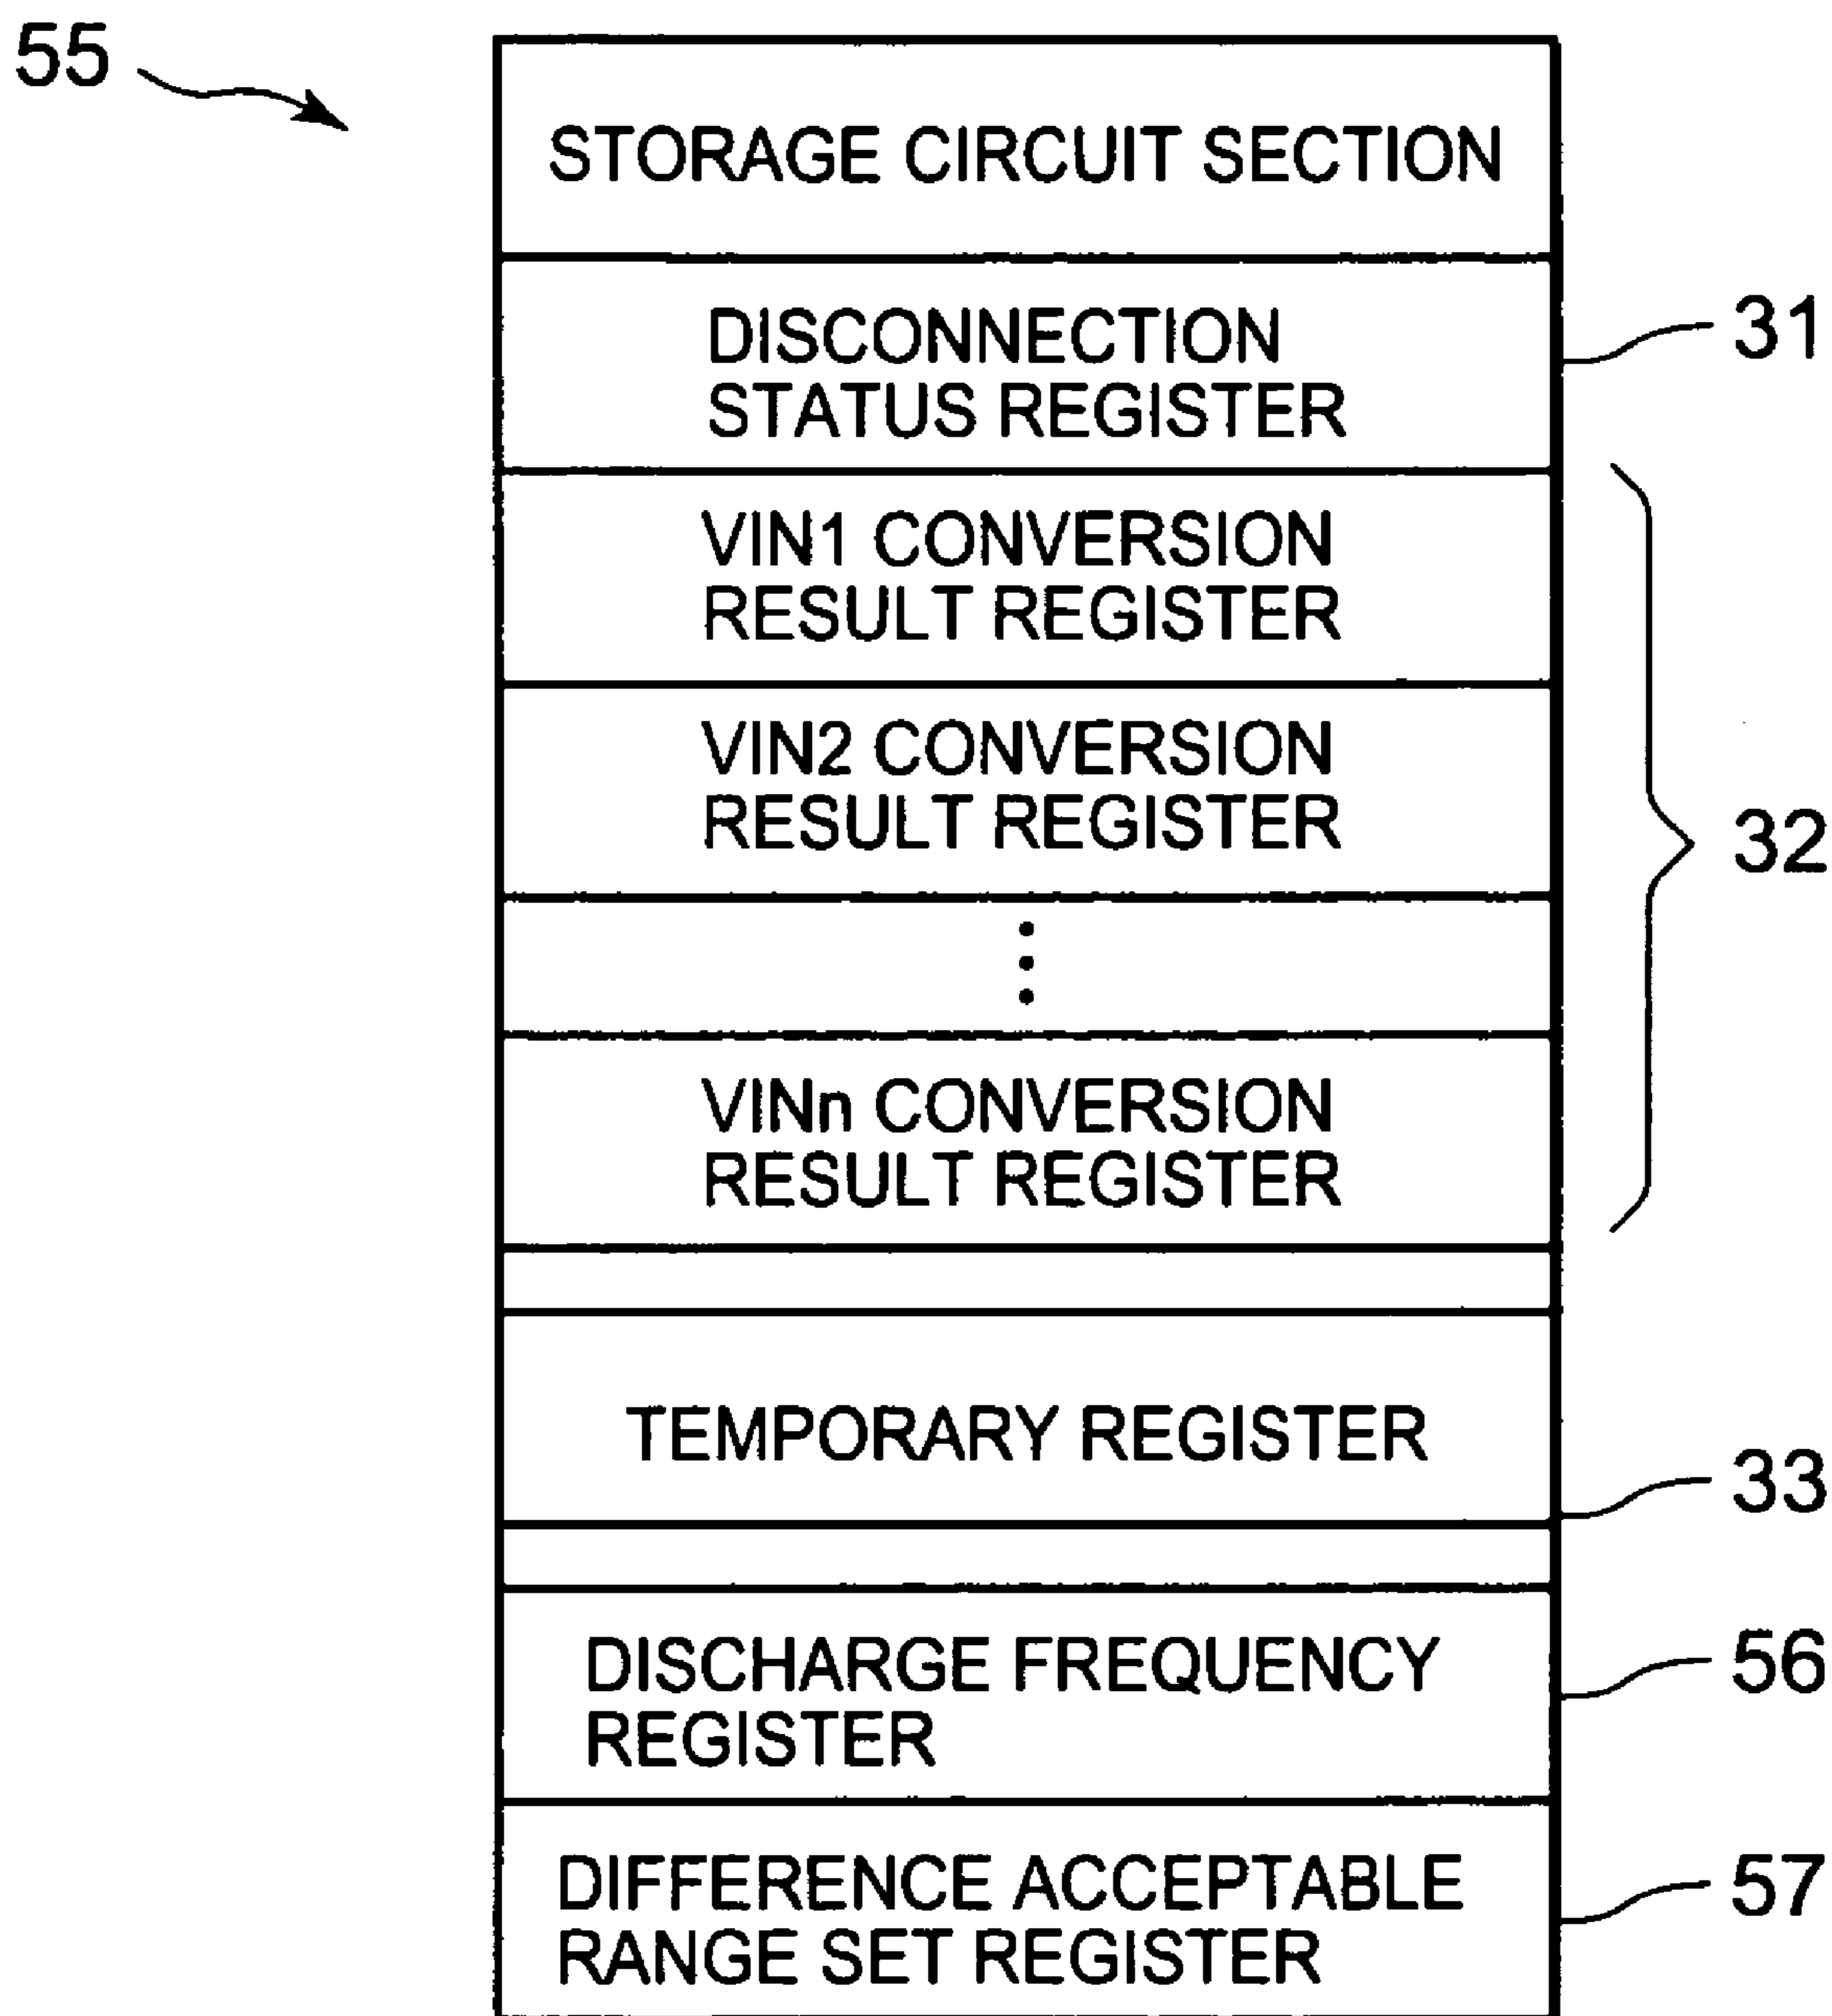 55
STORAGE CIRCUIT SECTION
DISCONNECTION
STATUS REGISTER
31
VIN1 CONVERSION
RESULT REGISTER
VIN2 CONVERSION
RESULT REGISTER
32
VINn CONVERSION
RESULT REGISTER
TEMPORARY REGISTER
33
DISCHARGE FREQUENCY
REGISTER
56
DIFFERENCE ACCEPTABLE
RANGE SET REGISTER
57